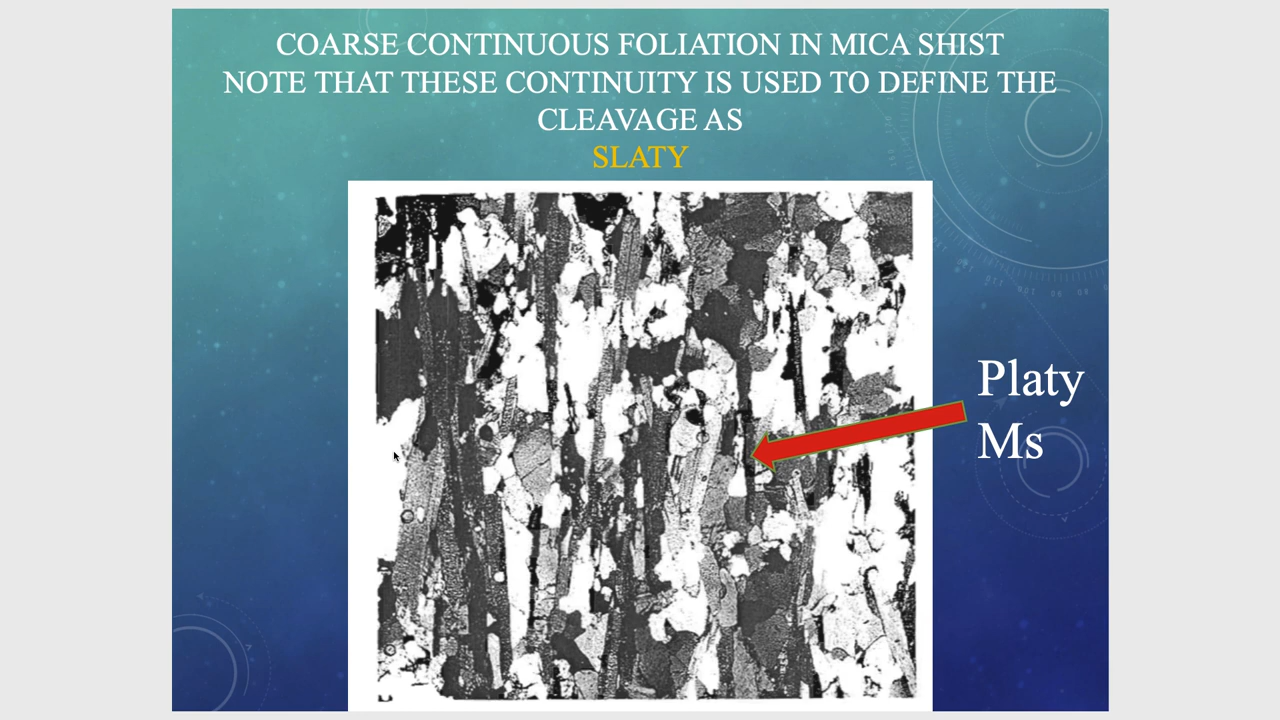 COARSE CONTINUOUS FOLIATION IN MICA SHIST
NOTE THAT THESE CONTINUITY IS USED TO DEFINE THE
CLEAVAGE AS
SLATY
Platy
Ms